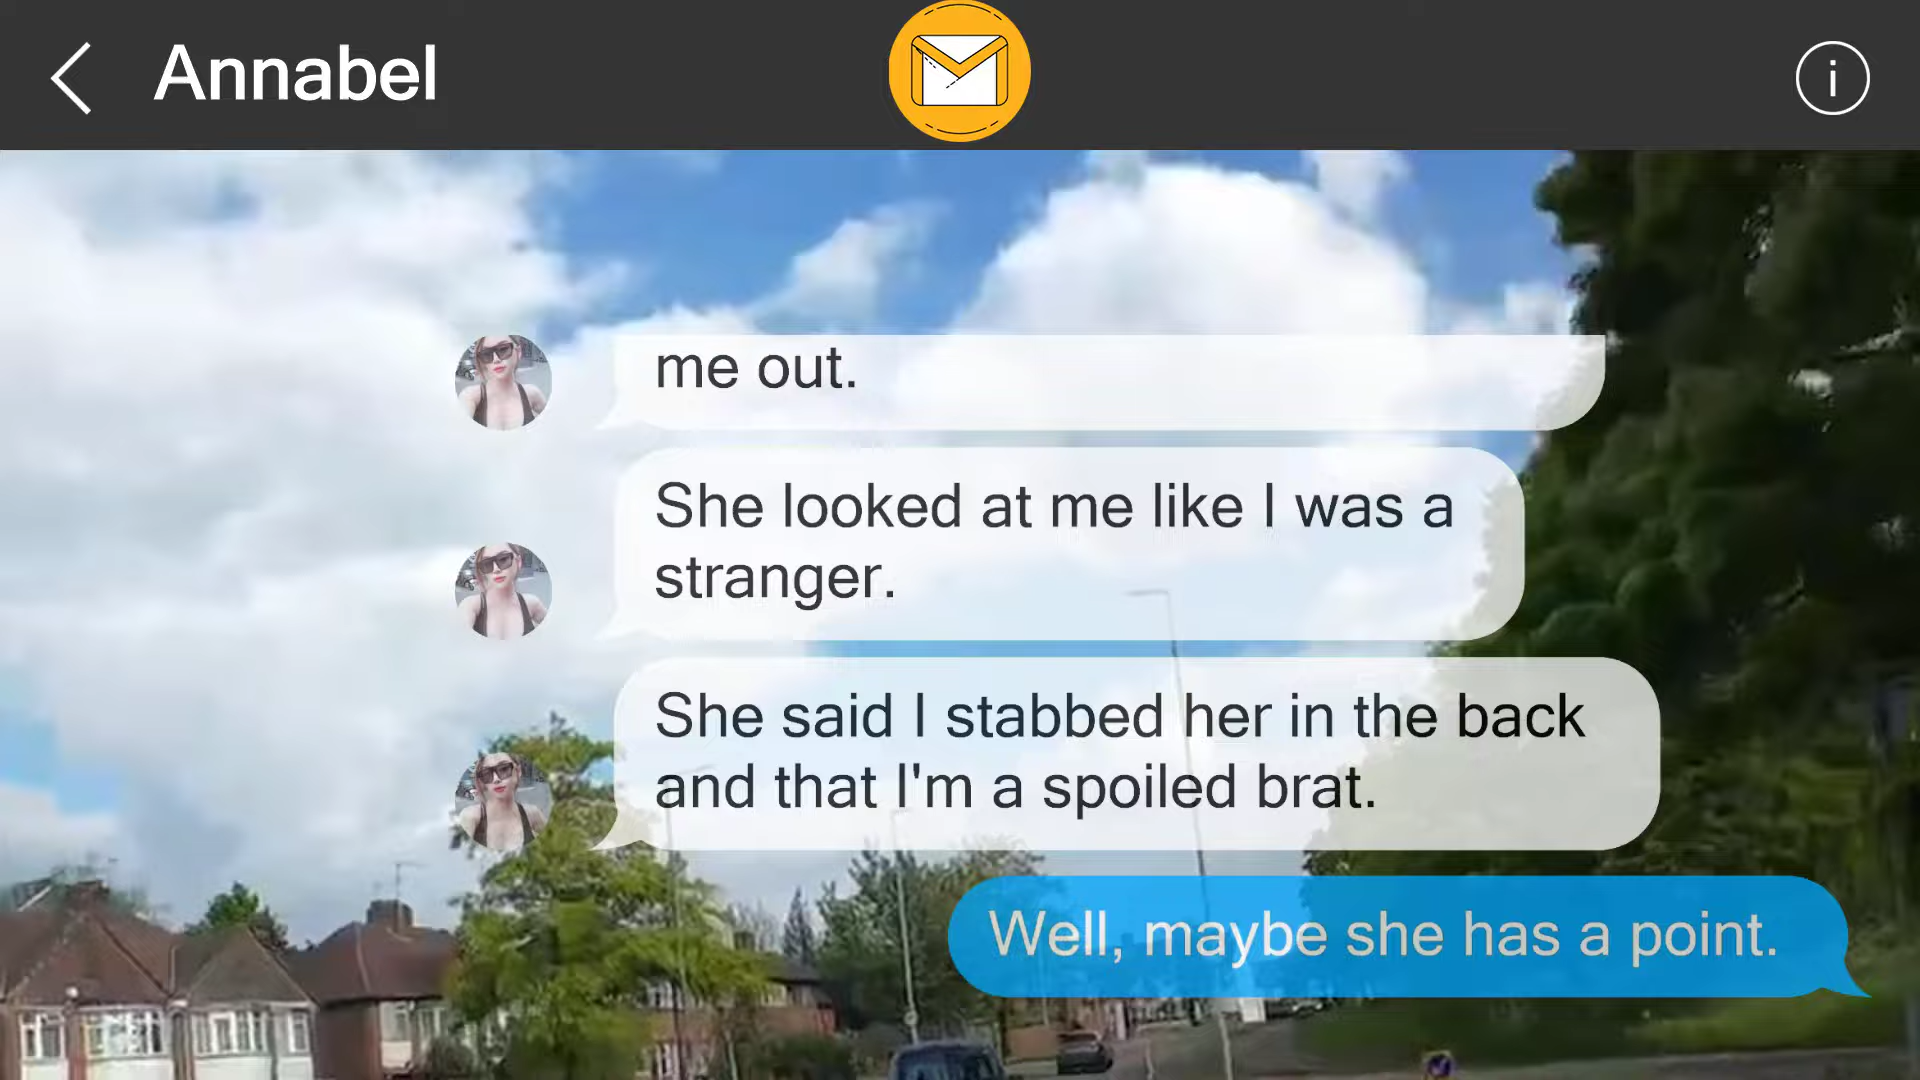 Annabel
me out.
She looked at me like I was a
stranger.
She said I stabbed her in the back
and that I'm a spoiled brat.
Well, maybe she has a point.